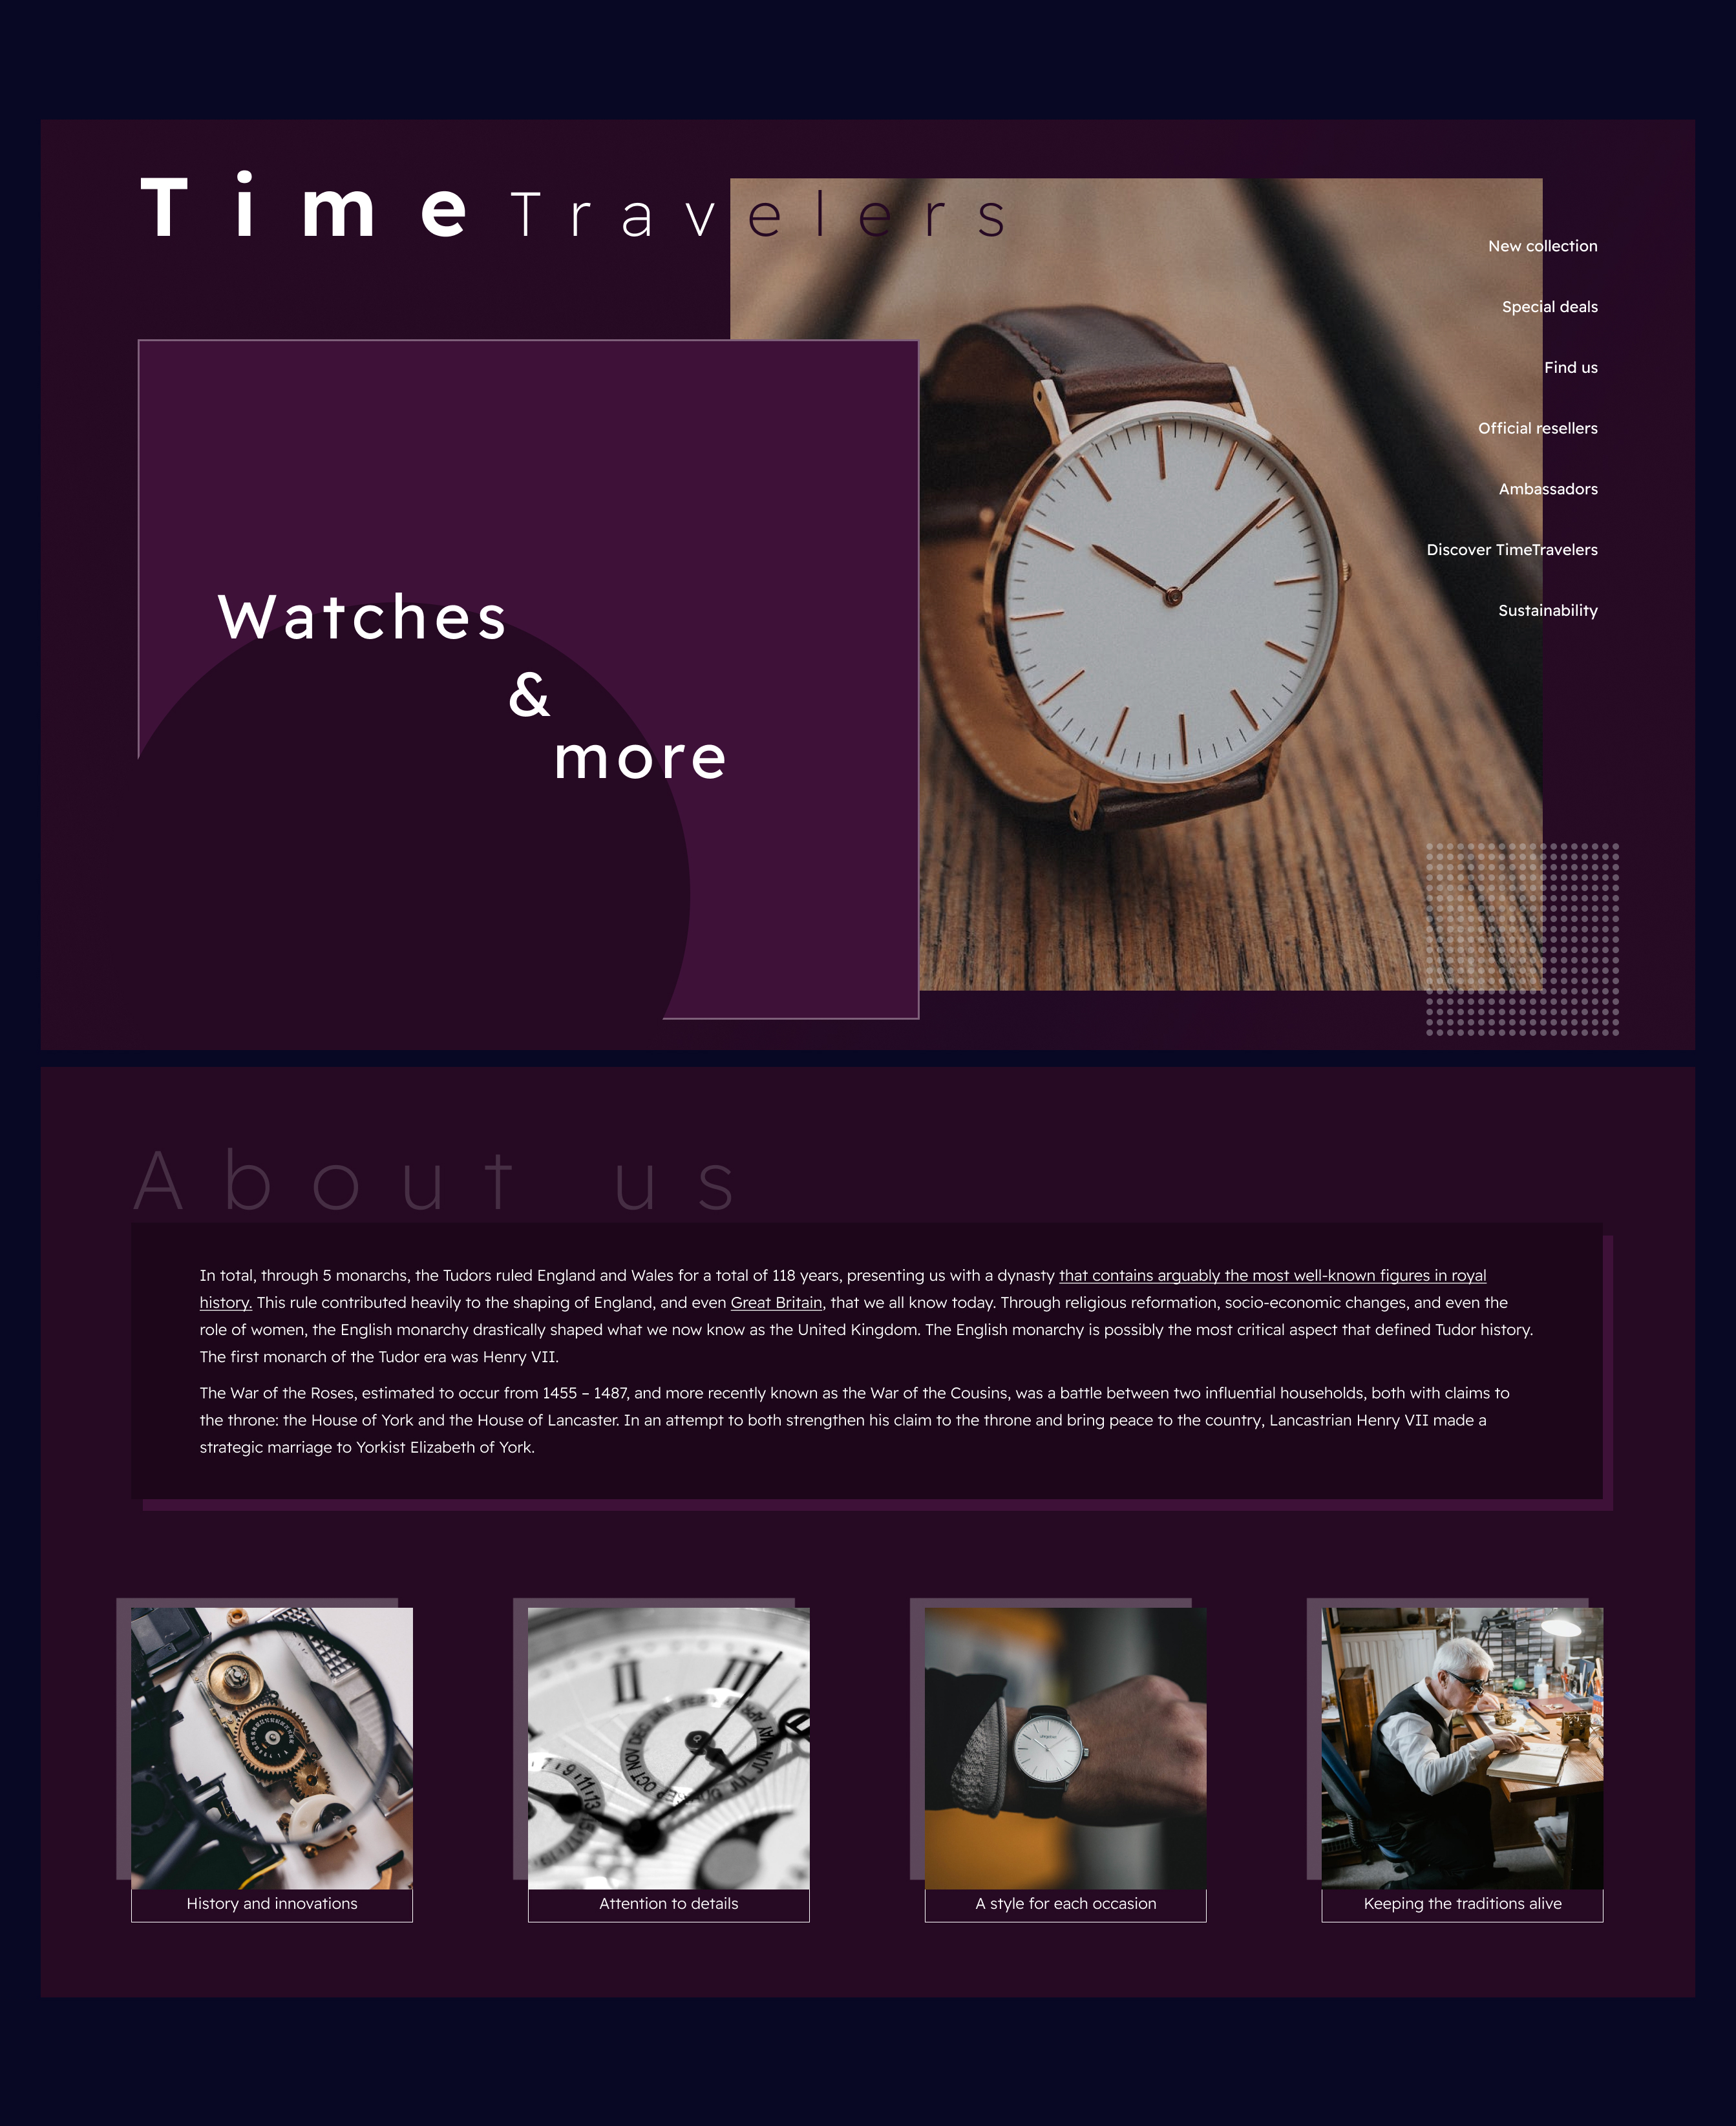 Time Travelers
New collection
Special deals
Find us
Official resellers
Ambassadors
Discover TimeTravelers
Sustainability
Watches
&
more
About us
In total, through 5 monarchs, the Tudors ruled England and Wales for a total of 118 years, presenting us with a dynasty that contains arguably the most well-known figures in royal
history. This rule contributed heavily to the shaping of England, and even Great Britain, that we all know today. Through religious reformation, socio-economic changes, and even the
role of women, the English monarchy drastically shaped what we now know as the United Kingdom. The English monarchy is possibly the most critical aspect that defined Tudor history.
The first monarch of the Tudor era was Henry VII.
The War of the Roses, estimated to occur from 1455 – 1487, and more recently known as the War of the Cousins, was a battle between two influential households, both with claims to
the throne: the House of York and the House of Lancaster. In an attempt to both strengthen his claim to the throne and bring peace to the country, Lancastrian Henry VII made a
strategic marriage to Yorkist Elizabeth of York.
II
III
History and innovations
Attention to details
A style for each occasion
Keeping the traditions alive